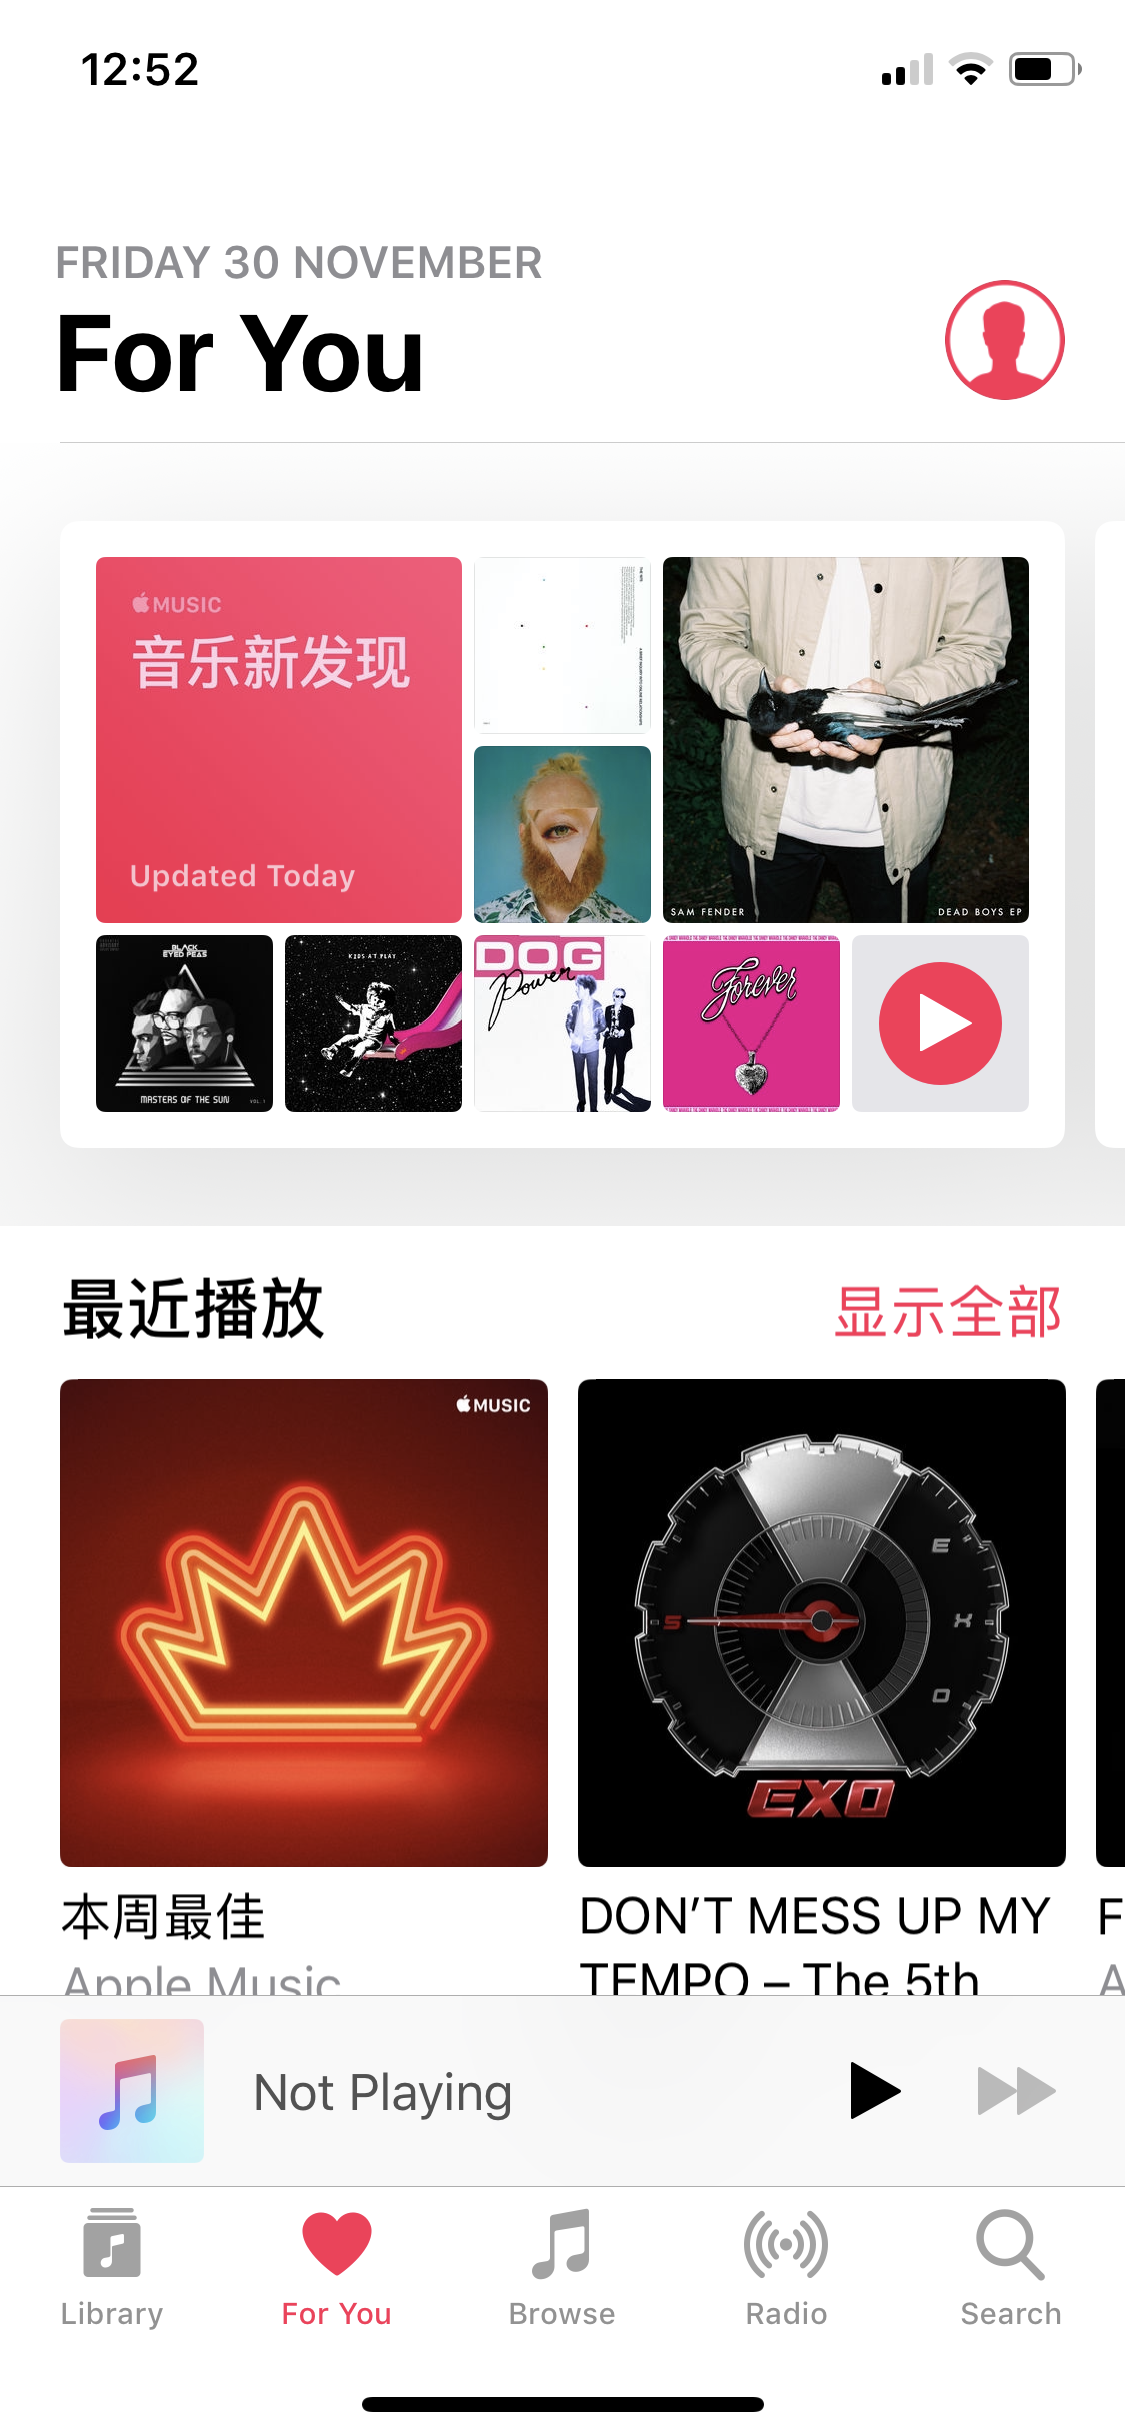 12:52
FRIDAY 30 NOVEMBER
For You
MUSIC
音乐新发现
Updated Today
SAM FENDER
DEAD BOYS EP
BLACK
EYED PEAS
MASTERS OF THE SUN
VOL. 1
KIDS AT PLAY
DOG
Power
Forever
最近播放
显示全部
MUSIC
S
E
X
O
EXO
本周最佳
Apple Music
DON'T MESS UP MY
TEMPO – The 5th
F
A
Not Playing
Library
For You
Browse
Radio
Search